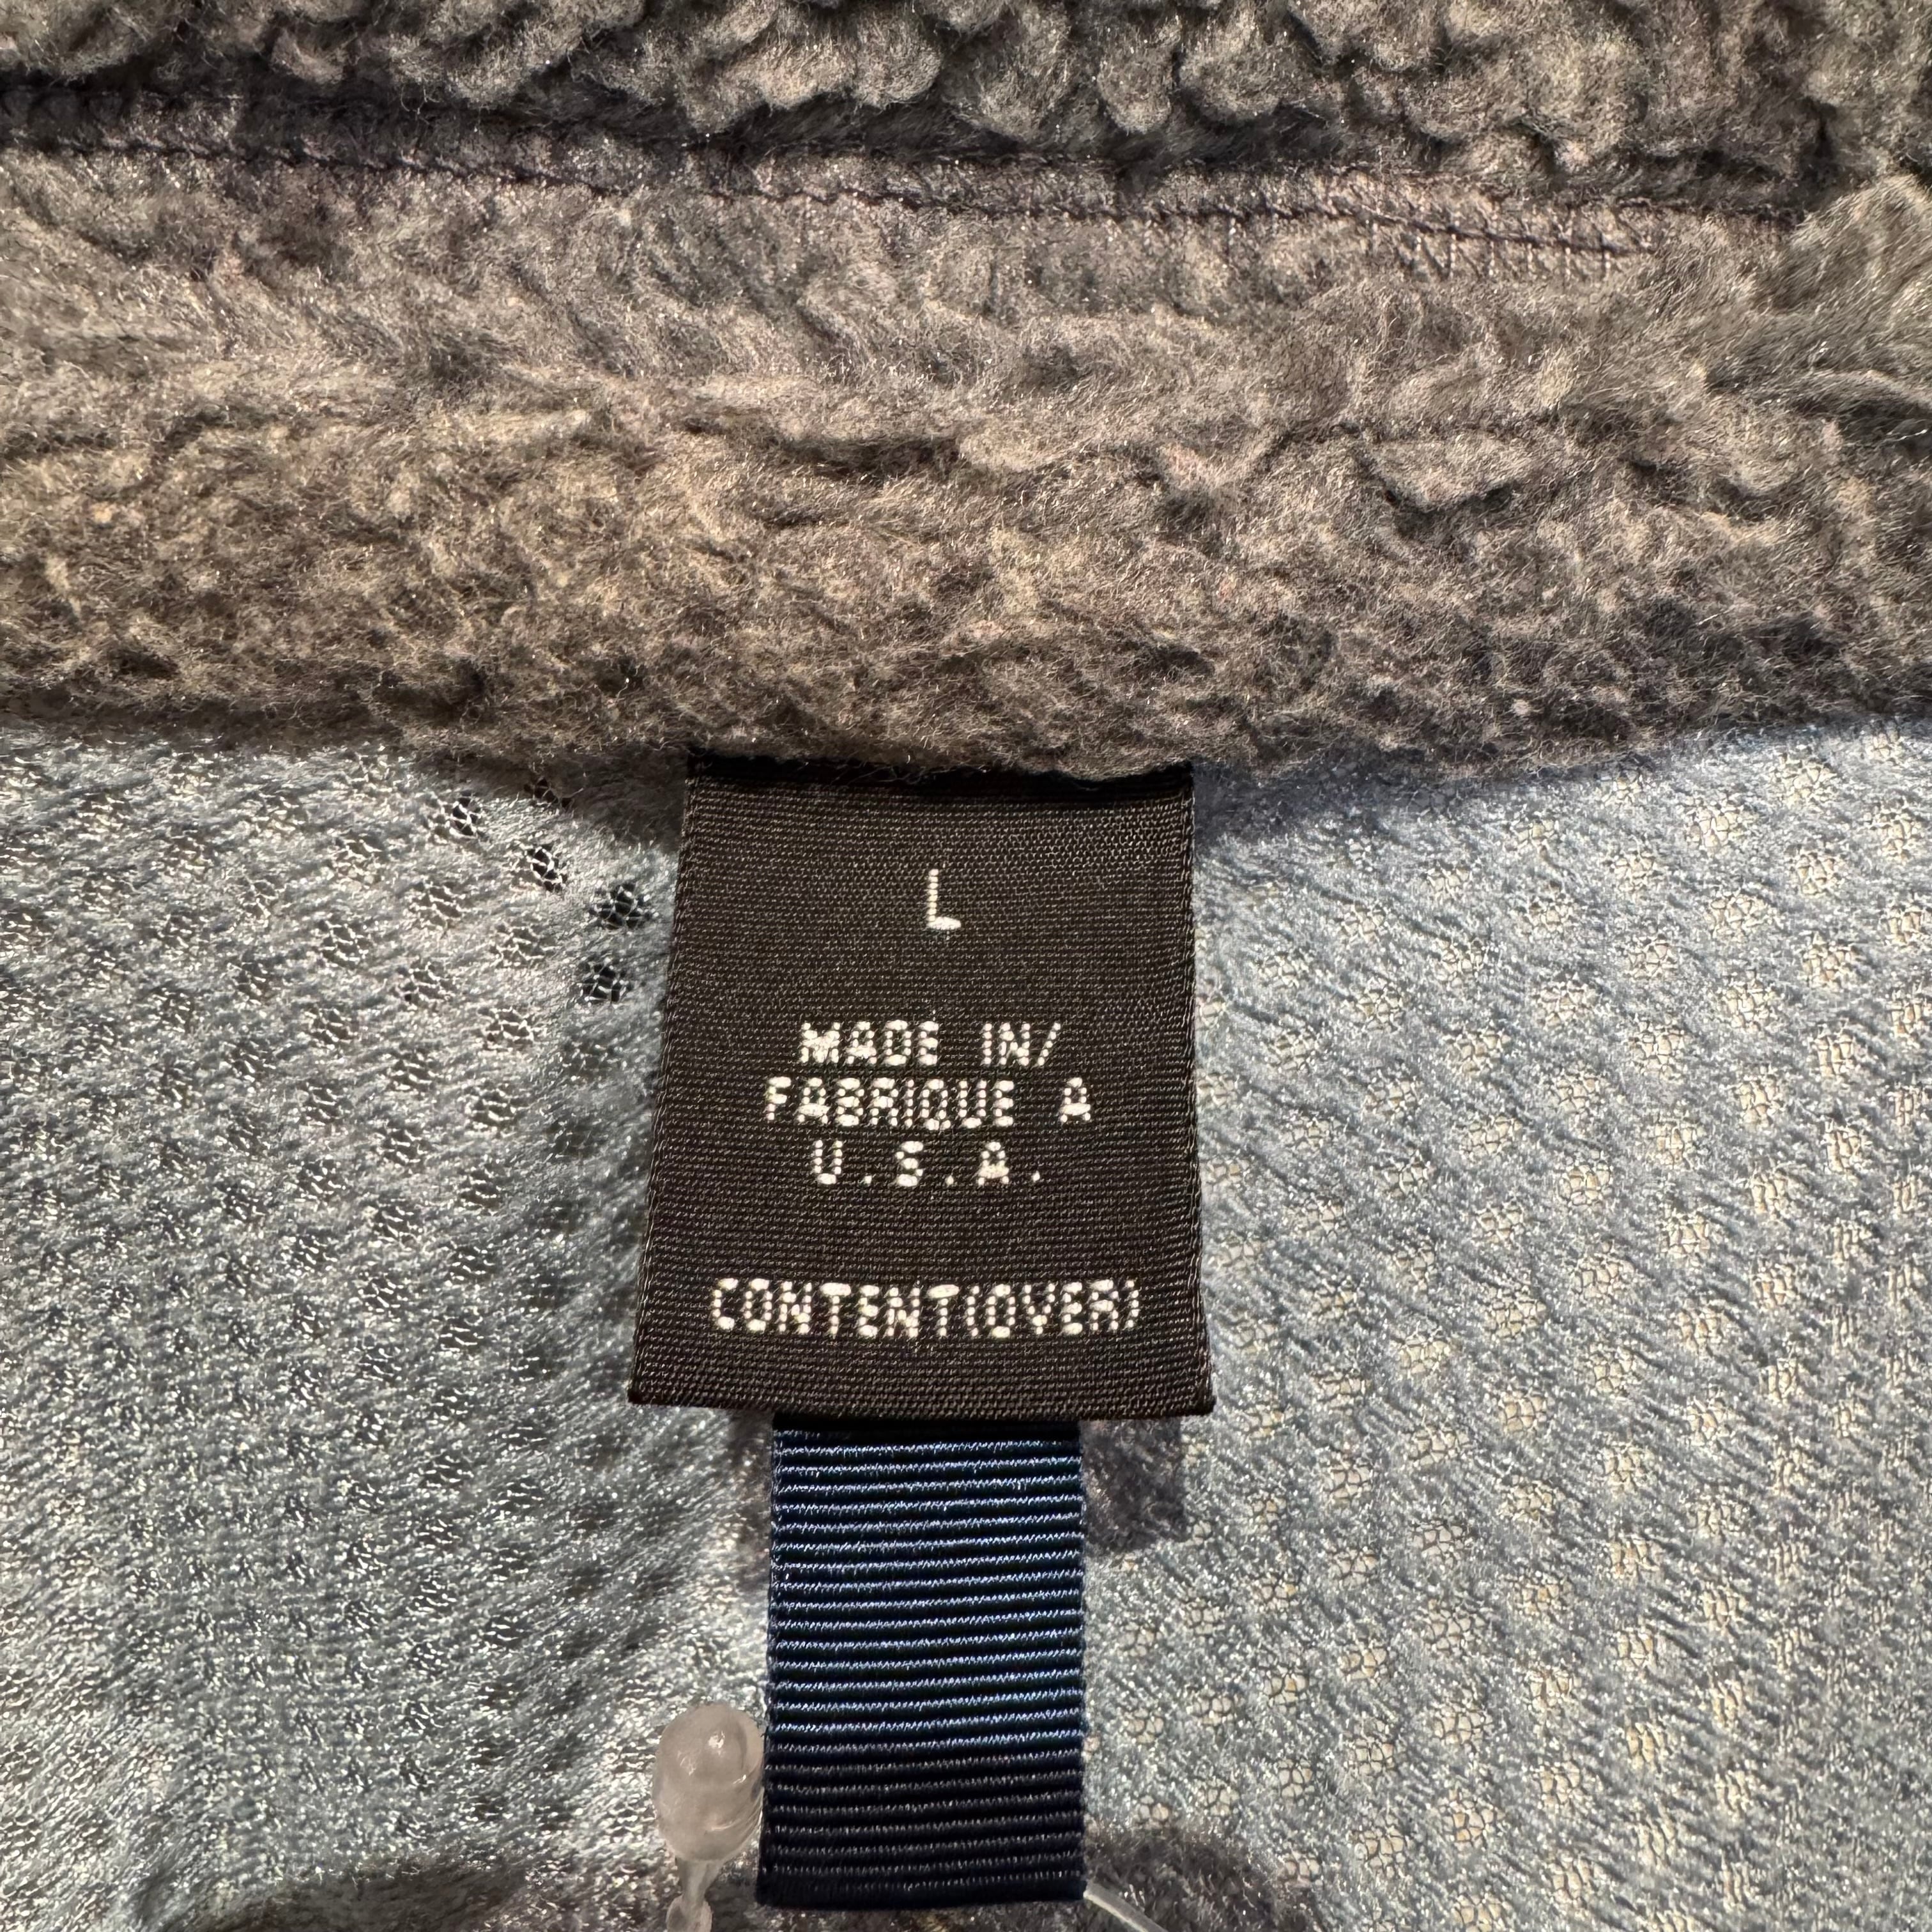 L
MADE IN/
FABRIQUE A
U.S.A.
CONTENT(OVER)